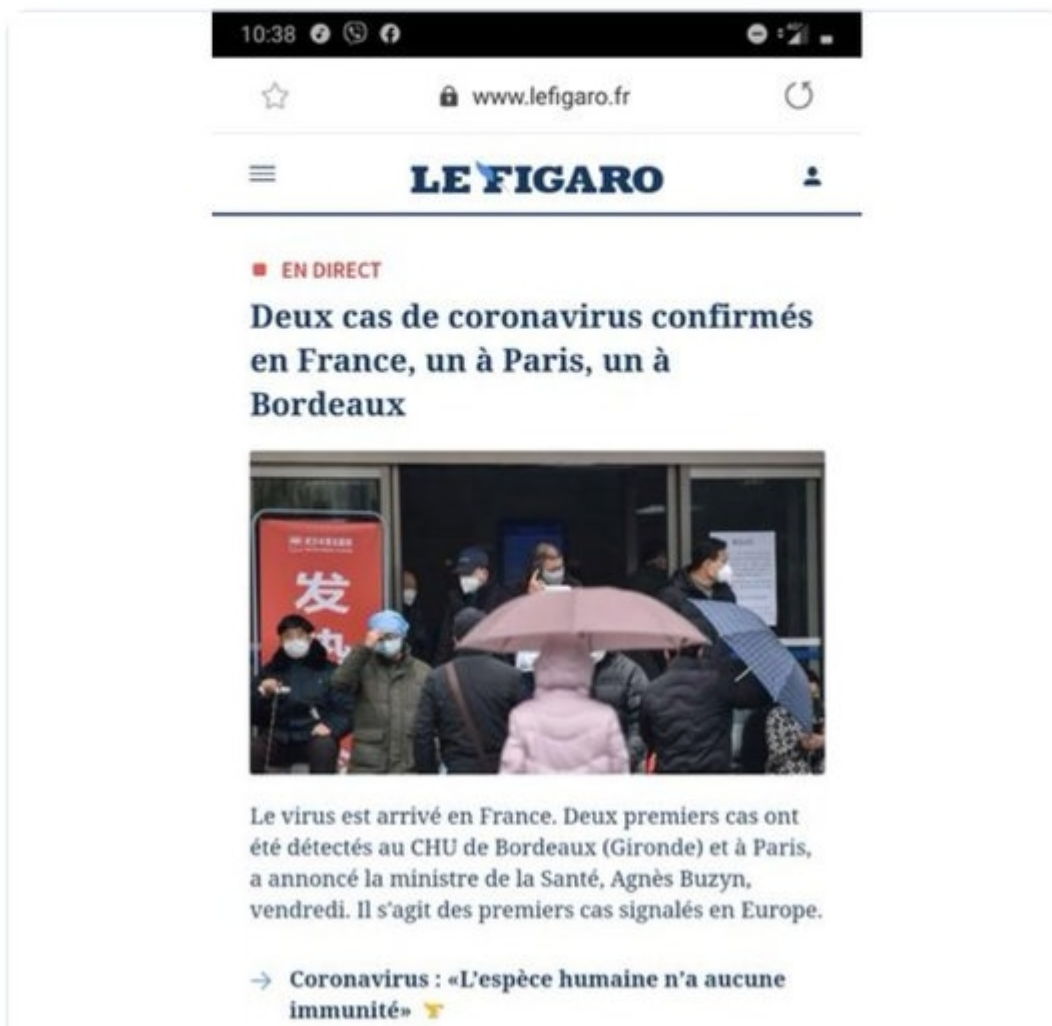 10:38
www.lefigaro.fr
LE FIGARO
EN DIRECT
Deux cas de coronavirus confirmés
en France, un à Paris, un à
Bordeaux
发
Le virus est arrivé en France. Deux premiers cas ont
été détectés au CHU de Bordeaux (Gironde) et à Paris,
a annoncé la ministre de la Santé, Agnès Buzyn,
vendredi. Il s'agit des premiers cas signalés en Europe.
→ Coronavirus : «L'espèce humaine n'a aucune
immunité»